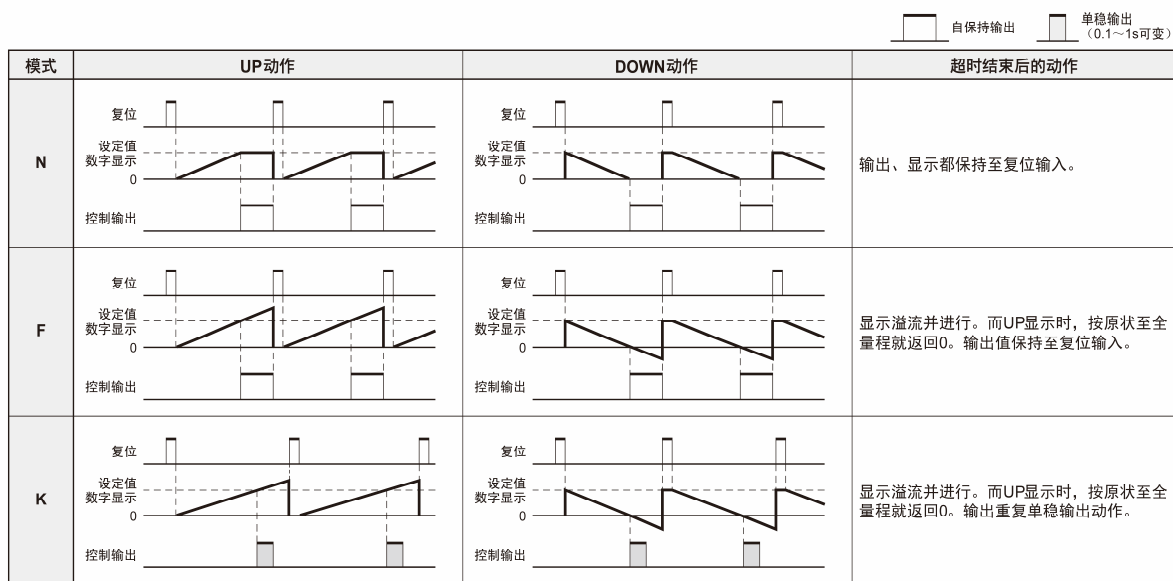 自保持输出
单稳输出
（0.1～1s可变）
模式
UP动作
DOWN动作
超时结束后的动作
N
复位
设定值
数字显示
0
控制输出
复位
设定值
数字显示
0
控制输出
输出、显示都保持至复位输入。
F
复位
设定值
数字显示
0
控制输出
复位
设定值
数字显示
0
控制输出
显示溢流并进行。而UP显示时，按原状至全
量程就返回0。输出值保持至复位输入。
K
复位
设定值
数字显示
0
控制输出
复位
设定值
数字显示
0
控制输出
显示溢流并进行。而UP显示时，按原状至全
量程就返回0。输出重复单稳输出动作。